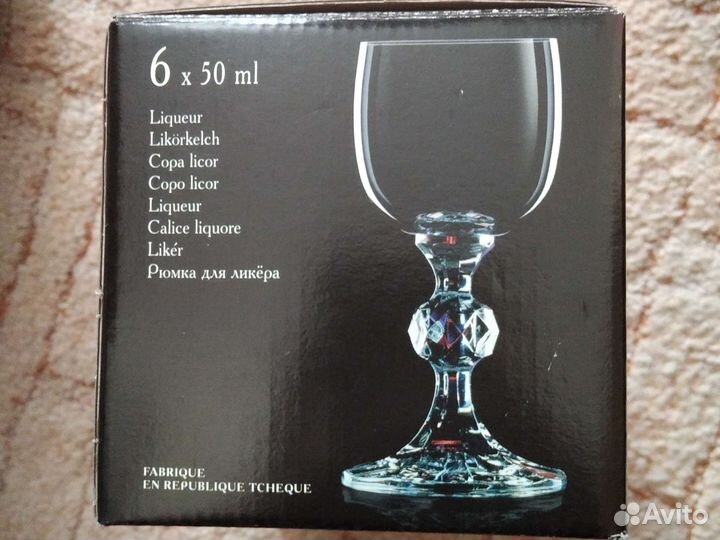 6 x 50 ml
Liqueur
Likörkelch
Copa licor
Copo licor
Liqueur
Calice liquore
Likér
Рюмка для ликёра
FABRIQUE
EN REPUBLIQUE TCHEQUE
Avito